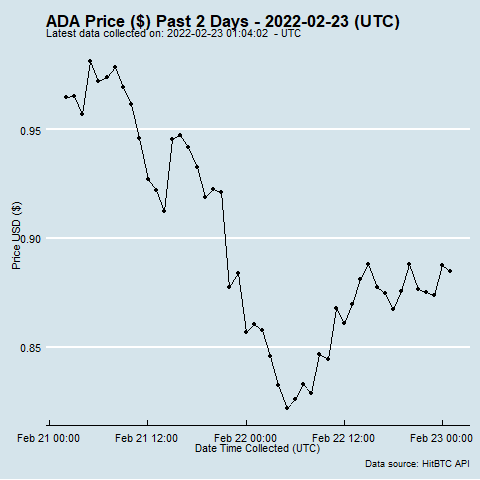 ADA Price ($) Past 2 Days - 2022-02-23 (UTC)
Latest data collected on: 2022-02-23 01:04:02 - UTC
0.95
0.90
0.85
Price USD ($)
Feb 21 00:00
Feb 21 12:00
Feb 22 00:00
Feb 22 12:00
Feb 23 00:00
Date Time Collected (UTC)
Data source: HitBTC API